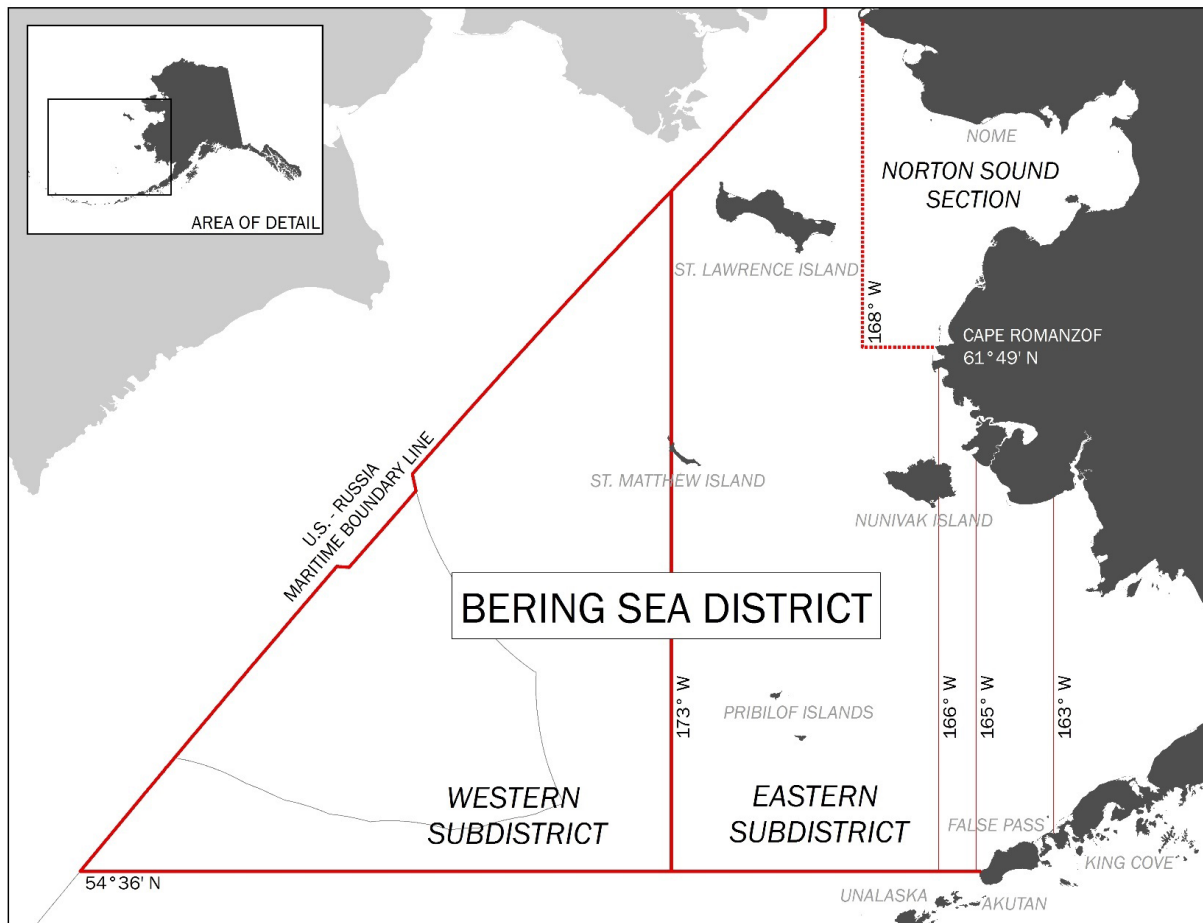 AREA OF DETAIL
NOME
NORTON SOUND
SECTION
ST. LAWRENCE ISLAND
168° W
CAPE ROMANZOF
61°49' N
U.S. - RUSSIA
MARITIME BOUNDARY LINE
ST. MATTHEW ISLAND
NUNIVAK ISLAND
BERING SEA DISTRICT
173° W
PRIBILOF ISLANDS
166° W
165° W
163° W
WESTERN
SUBDISTRICT
EASTERN
SUBDISTRICT
FALSE PASS
KING COVE
54°36' N
UNALASKA
AKUTAN